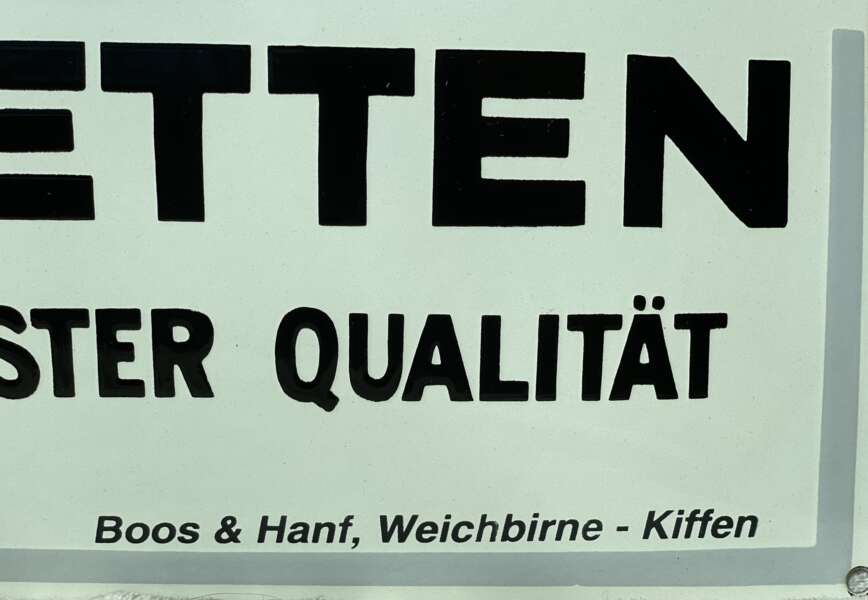 ETTEN
STER QUALITÄT
Boos & Hanf, Weichbirne - Kiffen